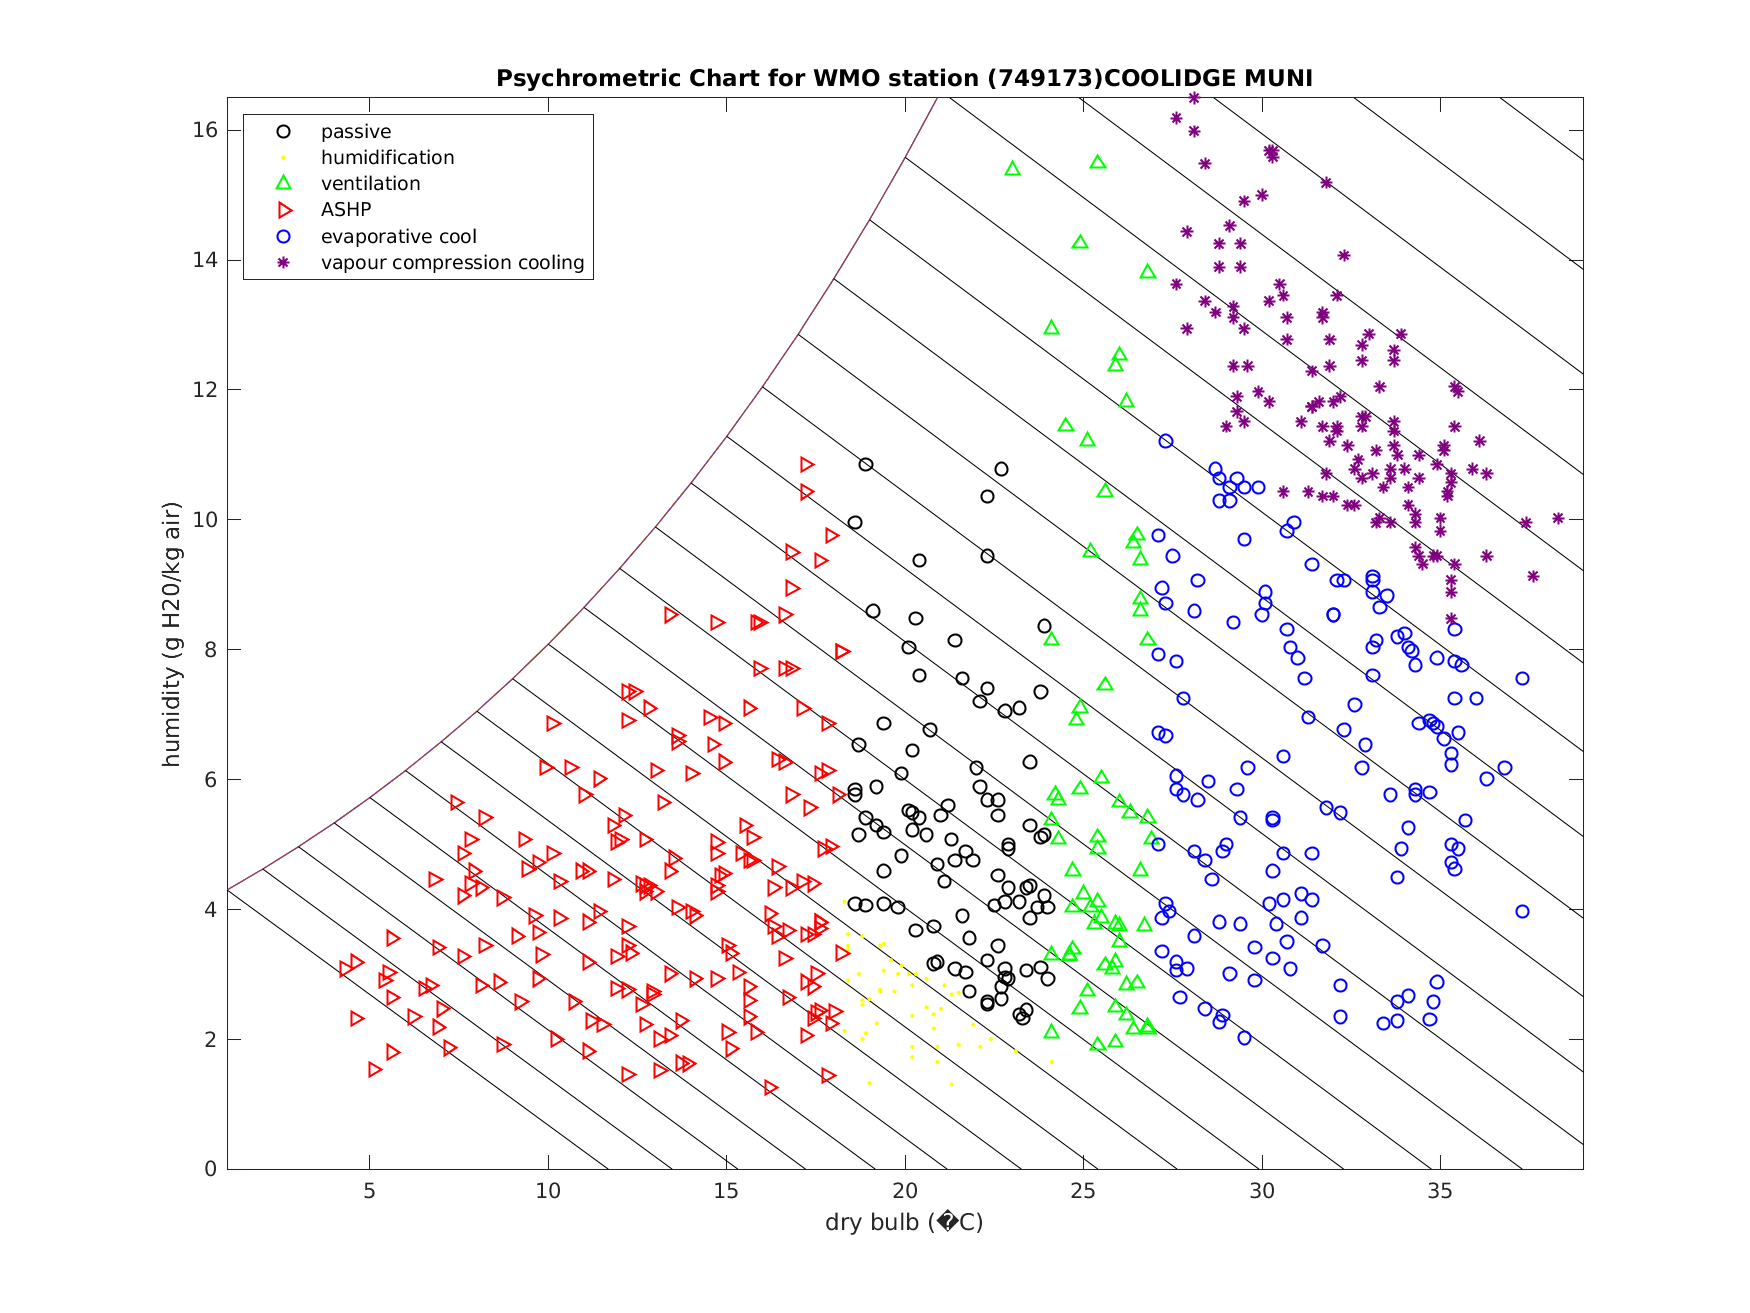 Psychrometric Chart for WMO station (749173)COOLIDGE MUNI
passive
humidification
ventilation
ASHP
evaporative cool
vapour compression cooling
humidity (g H20/kg air)
16
14
12
10
8
6
4
2
0
5 10 15 20 25 30 35
dry bulb (�C)